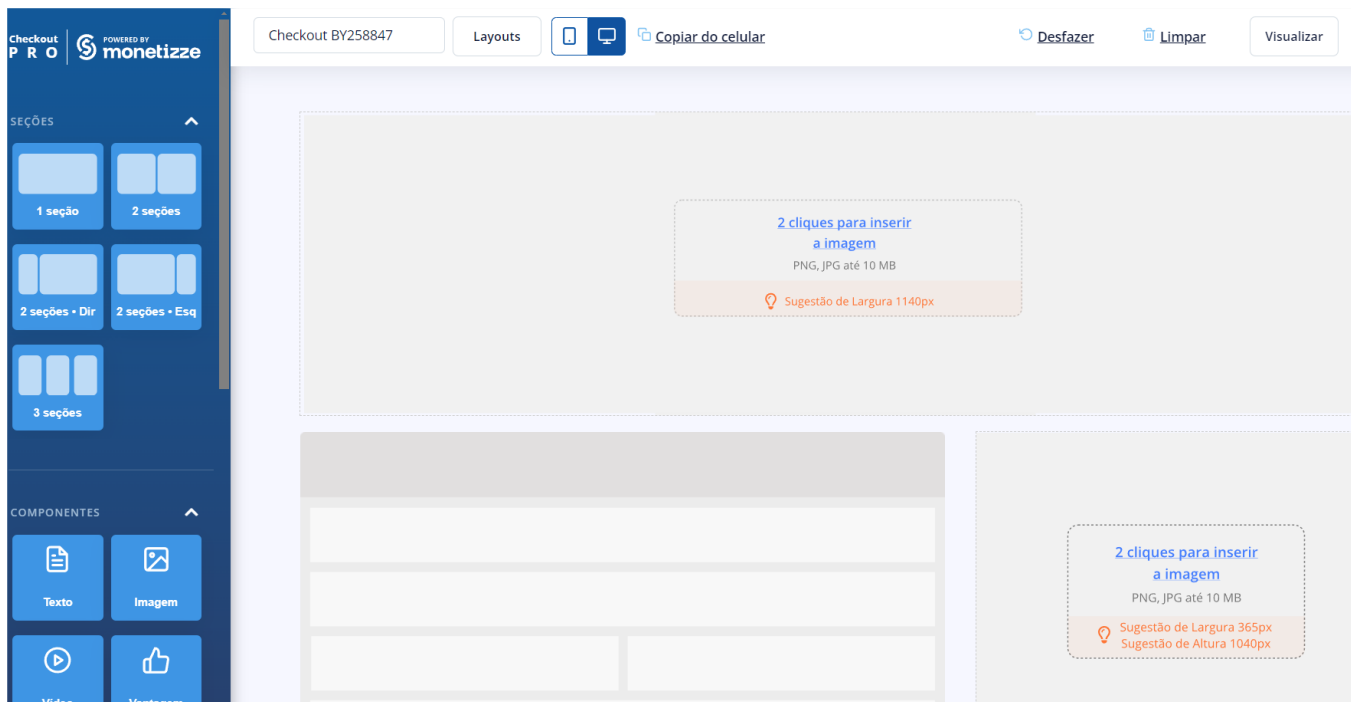 Checkout
PRO
POWERED BY
monetizze
Checkout BY258847
Layouts
Copiar do celular
Desfazer
Limpar
Visualizar
SEÇÕES
1 seção
2 seções
2 seções • Dir
2 seções • Esq
3 seções
COMPONENTES
Texto
Imagem
Vídeo
Vantagem
2 cliques para inserir
a imagem
PNG, JPG até 10 MB
Sugestão de Largura 1140px
2 cliques para inserir
a imagem
PNG, JPG até 10 MB
Sugestão de Largura 365px
Sugestão de Altura 1040px